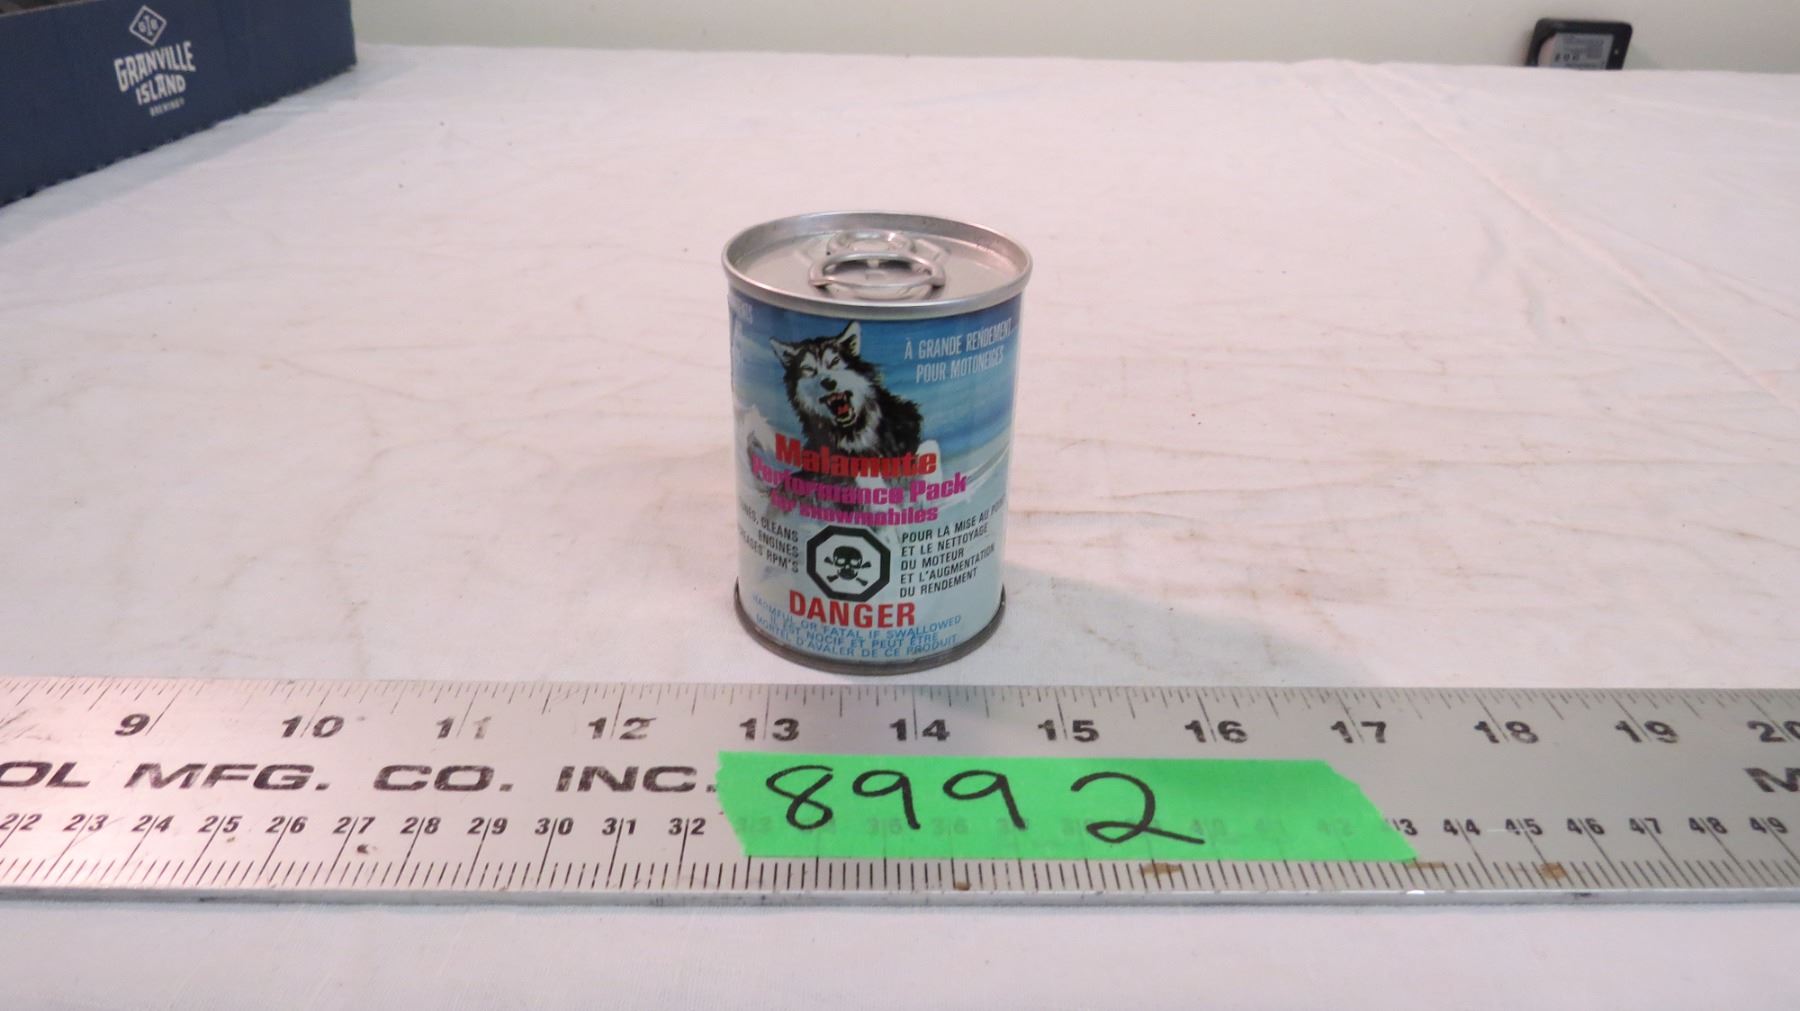 GIB
GRANVILLE
ISLAND
BREWING
À GRANDE RENDEMENT
POUR MOTONEIGES
Malamute
Performance Pack
for snowmobiles
CLEANS
ENGINES
RPM'S
POUR LA MISE AU
ET LE NETTOYAGE
DU MOTEUR
ET L'AUGMENTATION
DU RENDEMENT
DANGER
HARMFUL OR FATAL IF SWALLOWED
IL EST NOCIF ET PEUT ÊTRE
MORTEL D'AVALER DE CE PRODUIT
9 10 11 12 13 14 15 16 17 18 19 20
OL MFG. CO. INC.
8992
22 23 24 25 26 27 28 29 30 31 32 44 45 46 47 48 49